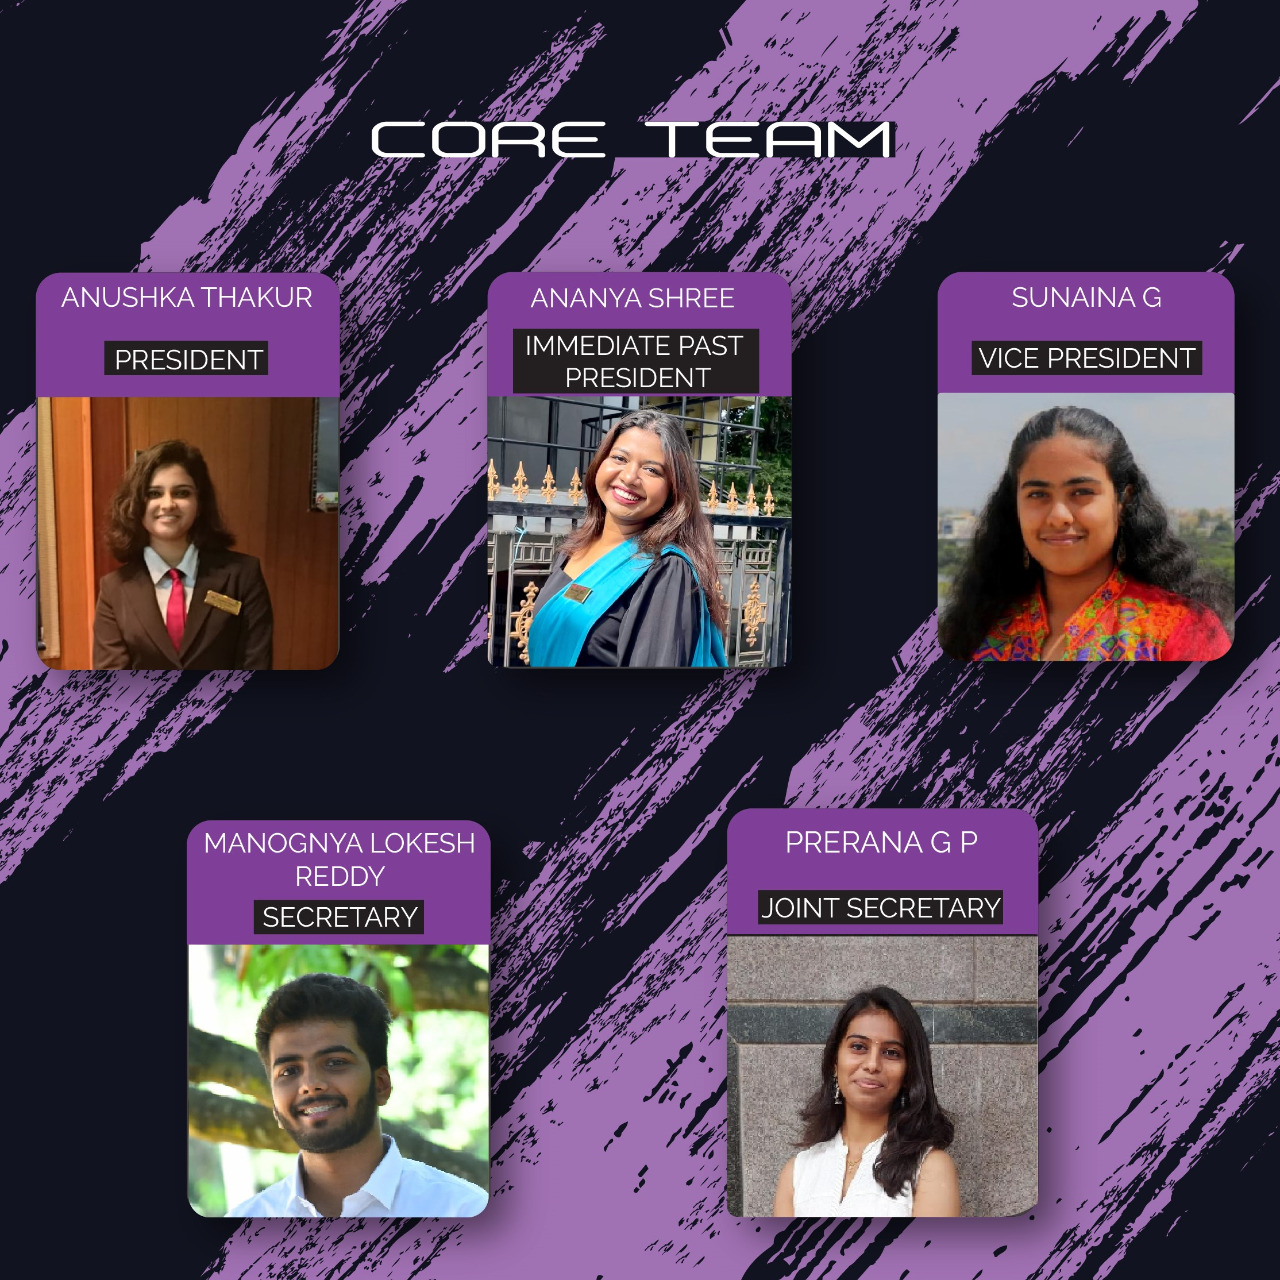 CORE TEAM
ANUSHKA THAKUR
PRESIDENT
ANANYA SHREE
IMMEDIATE PAST
PRESIDENT
SUNAINA G
VICE PRESIDENT
MANOGNYA LOKESH
REDDY
SECRETARY
PRERANA G P
JOINT SECRETARY